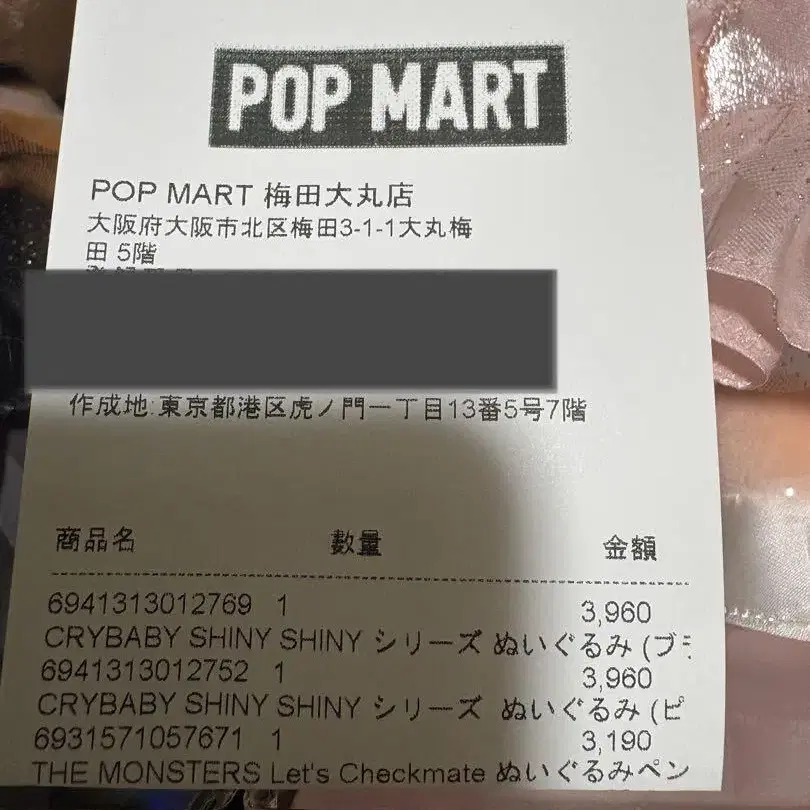 POP MART
POP MART 梅田大丸店
大阪府大阪市北区梅田3-1-1大丸梅
田 5階
作成地:東京都港区虎ノ門一丁目13番5号7階
商品名 数量 金額
6941313012769 1 3,960
CRYBABY SHINY SHINY シリーズ ぬいぐるみ (ブ
6941313012752 1 3,960
CRYBABY SHINY SHINY シリーズ ぬいぐるみ (ピ
6931571057671 1 3,190
THE MONSTERS Let's Checkmate ぬいぐるみペン